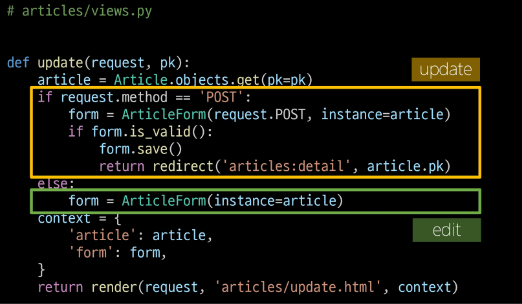 # articles/views.py
def update(request, pk):
    article = Article.objects.get(pk=pk)
update
    if request.method == 'POST':
        form = ArticleForm(request.POST, instance=article)
        if form.is_valid():
            form.save()
            return redirect('articles:detail', article.pk)
    else:
        form = ArticleForm(instance=article)
edit
    context = {
        'article': article,
        'form': form,
    }
    return render(request, 'articles/update.html', context)